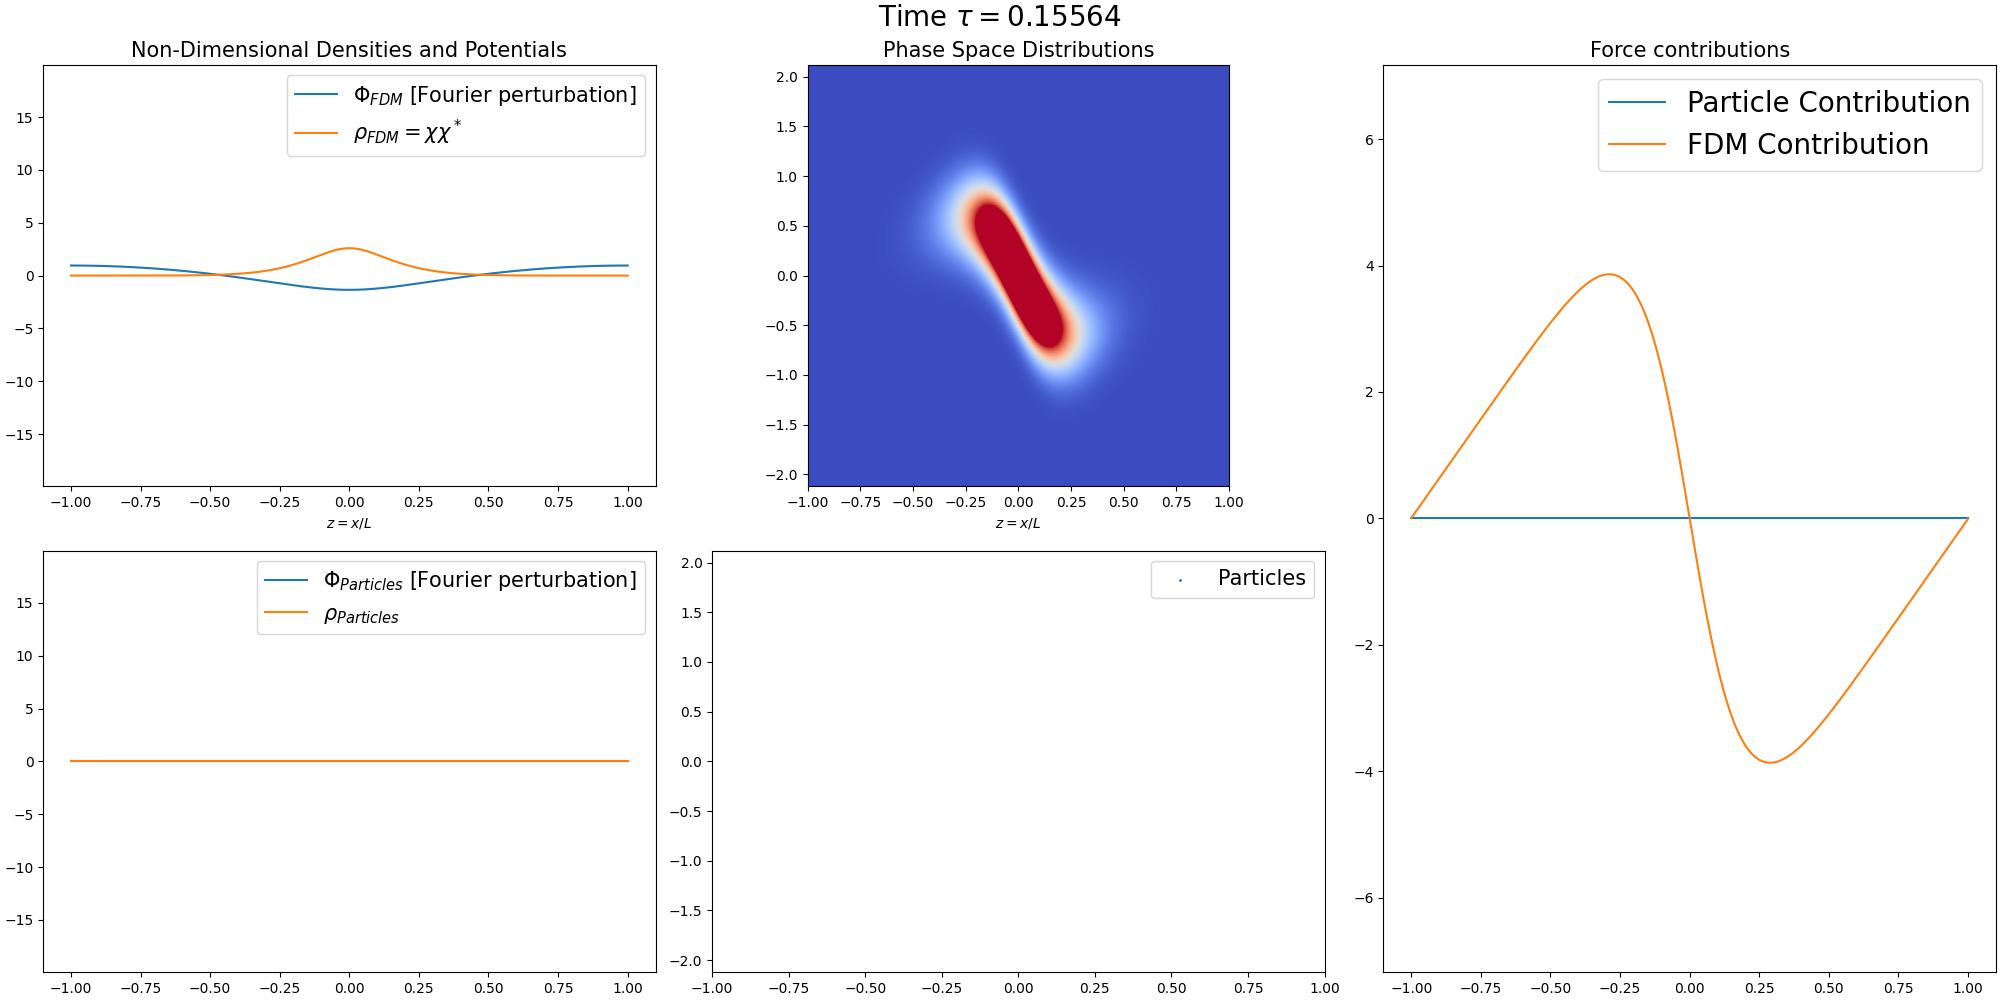 Time τ = 0.15564
Non-Dimensional Densities and Potentials
Φ_FDM [Fourier perturbation]
ρ_FDM = χχ*
15
10
5
0
−5
−10
−15
−1.00 −0.75 −0.50 −0.25 0.00 0.25 0.50 0.75 1.00
z = x/L
Phase Space Distributions
2.0
1.5
1.0
0.5
0.0
−0.5
−1.0
−1.5
−2.0
−1.00 −0.75 −0.50 −0.25 0.00 0.25 0.50 0.75 1.00
z = x/L
Force contributions
Particle Contribution
FDM Contribution
6
4
2
0
−2
−4
−6
−1.00 −0.75 −0.50 −0.25 0.00 0.25 0.50 0.75 1.00
Φ_Particles [Fourier perturbation]
ρ_Particles
15
10
5
0
−5
−10
−15
−1.00 −0.75 −0.50 −0.25 0.00 0.25 0.50 0.75 1.00
Particles
2.0
1.5
1.0
0.5
0.0
−0.5
−1.0
−1.5
−2.0
−1.00 −0.75 −0.50 −0.25 0.00 0.25 0.50 0.75 1.00